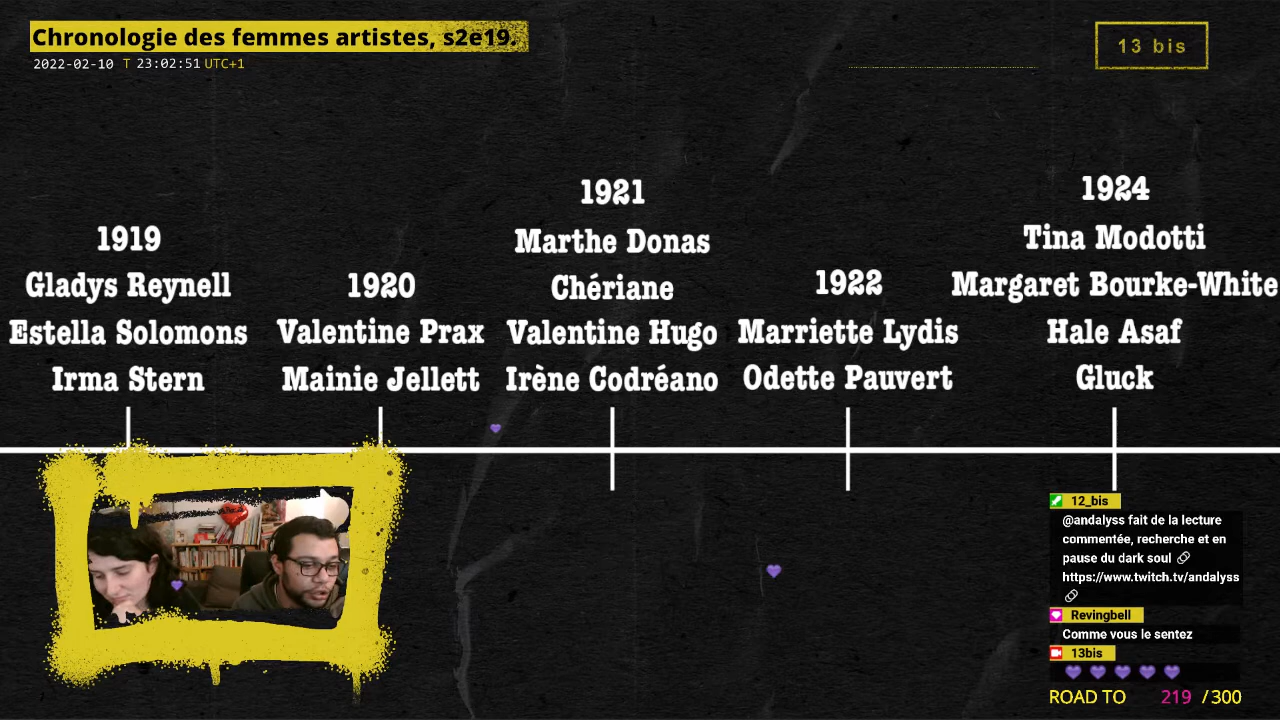 Chronologie des femmes artistes, s2e19.
2022-02-10 T 23:02:51 UTC+1
13 bis
1919
Gladys Reynell
Estella Solomons
Irma Stern
1920
Valentine Prax
Mainie Jellett
1921
Marthe Donas
Chériane
Valentine Hugo
Irène Codréano
1922
Marriette Lydis
Odette Pauvert
1924
Tina Modotti
Margaret Bourke-White
Hale Asaf
Gluck
12_bis
@andalyss fait de la lecture
commentée, recherche et en
pause du dark soul
https://www.twitch.tv/andalyss
Revingbell
Comme vous le sentez
13bis
ROAD TO 219 /300